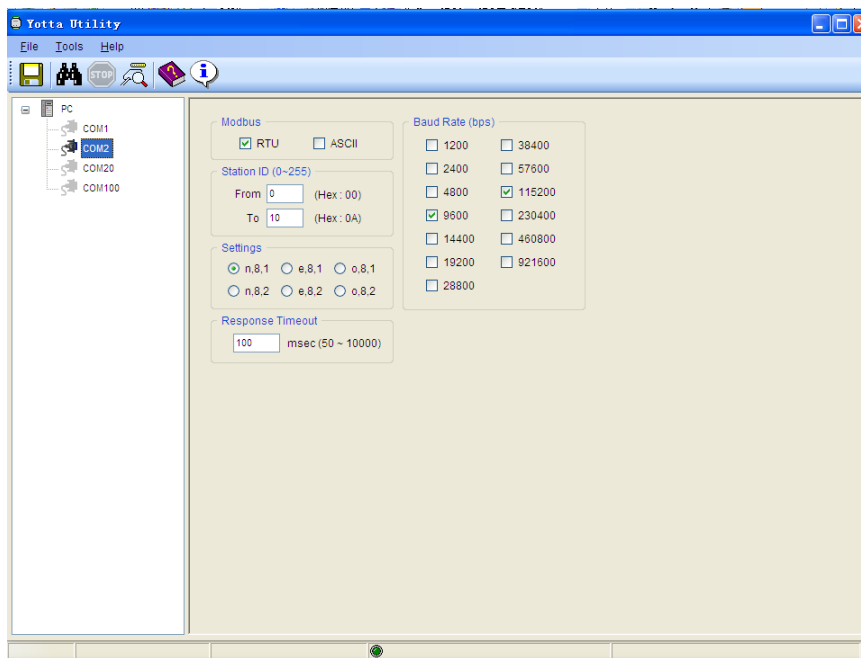 Yotta Utility
File Tools Help
STOP
PC
COM1
COM2
COM20
COM100
Modbus
RTU ASCII
Station ID (0~255)
From 0 (Hex : 00)
To 10 (Hex : 0A)
Settings
n,8,1 e,8,1 o,8,1
n,8,2 e,8,2 o,8,2
Response Timeout
100 msec (50 ~ 10000)
Baud Rate (bps)
1200 38400
2400 57600
4800 115200
9600 230400
14400 460800
19200 921600
28800